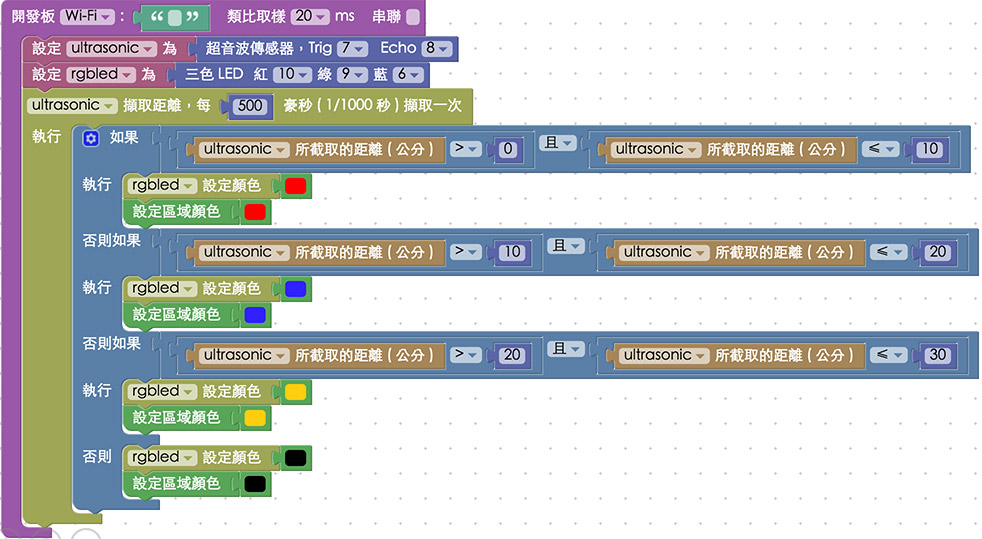 開發板 Wi-Fi : “ ” 類比取樣 20 ms 串聯
設定 ultrasonic 為 超音波傳感器，Trig 7 Echo 8
設定 rgbled 為 三色 LED 紅 10 綠 9 藍 6
ultrasonic 擷取距離，每 500 豪秒 ( 1/1000 秒 ) 擷取一次
執行 如果 ultrasonic 所截取的距離 ( 公分 ) > 0 且 ultrasonic 所截取的距離 ( 公分 ) ≤ 10
執行 rgbled 設定顏色
設定區域顏色
否則如果 ultrasonic 所截取的距離 ( 公分 ) > 10 且 ultrasonic 所截取的距離 ( 公分 ) ≤ 20
執行 rgbled 設定顏色
設定區域顏色
否則如果 ultrasonic 所截取的距離 ( 公分 ) > 20 且 ultrasonic 所截取的距離 ( 公分 ) ≤ 30
執行 rgbled 設定顏色
設定區域顏色
否則 rgbled 設定顏色
設定區域顏色